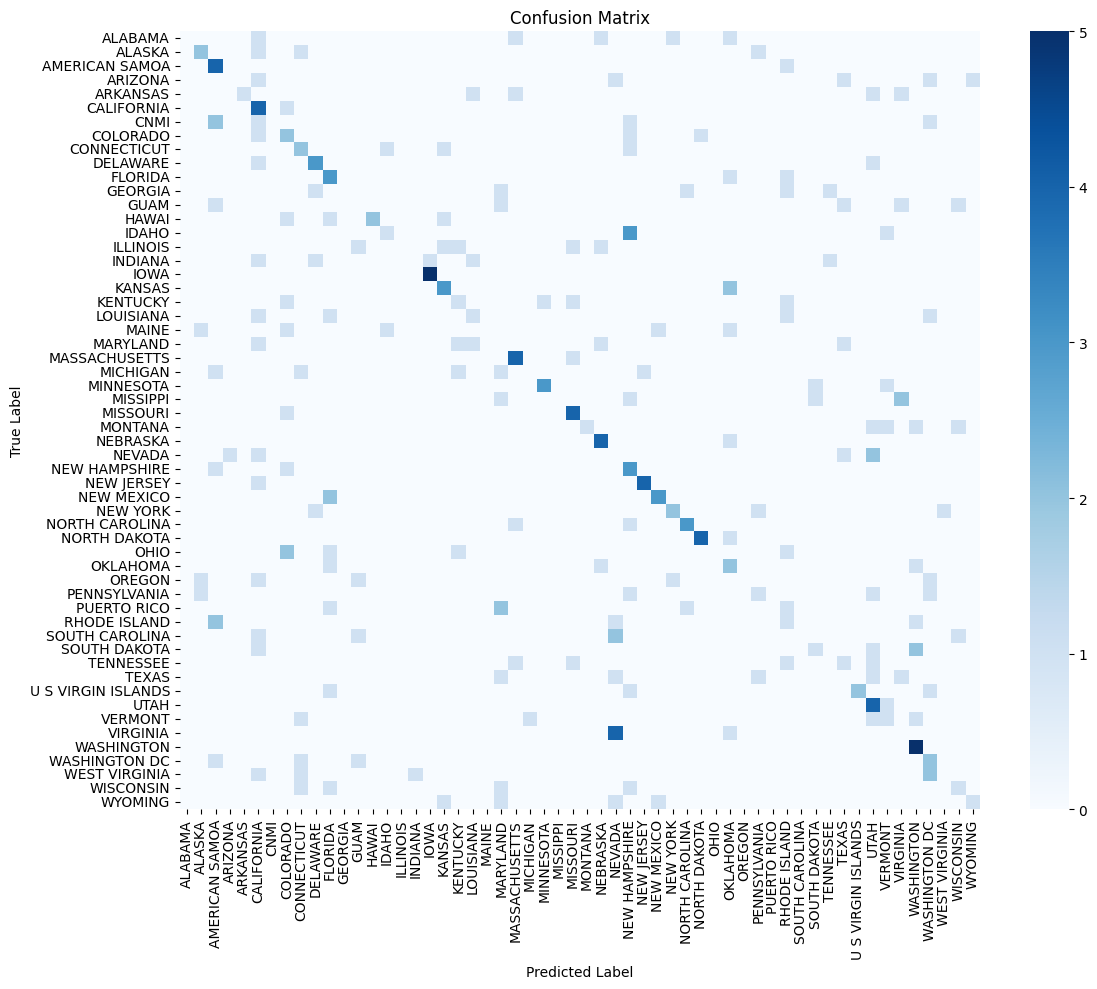 Confusion Matrix
ALABAMA
ALASKA
AMERICAN SAMOA
ARIZONA
ARKANSAS
CALIFORNIA
CNMI
COLORADO
CONNECTICUT
DELAWARE
FLORIDA
GEORGIA
GUAM
HAWAI
IDAHO
ILLINOIS
INDIANA
IOWA
KANSAS
KENTUCKY
LOUISIANA
MAINE
MARYLAND
MASSACHUSETTS
MICHIGAN
MINNESOTA
MISSIPPI
MISSOURI
MONTANA
NEBRASKA
NEVADA
NEW HAMPSHIRE
NEW JERSEY
NEW MEXICO
NEW YORK
NORTH CAROLINA
NORTH DAKOTA
OHIO
OKLAHOMA
OREGON
PENNSYLVANIA
PUERTO RICO
RHODE ISLAND
SOUTH CAROLINA
SOUTH DAKOTA
TENNESSEE
TEXAS
U S VIRGIN ISLANDS
UTAH
VERMONT
VIRGINIA
WASHINGTON
WASHINGTON DC
WEST VIRGINIA
WISCONSIN
WYOMING
True Label
ALABAMA
ALASKA
AMERICAN SAMOA
ARIZONA
ARKANSAS
CALIFORNIA
CNMI
COLORADO
CONNECTICUT
DELAWARE
FLORIDA
GEORGIA
GUAM
HAWAI
IDAHO
ILLINOIS
INDIANA
IOWA
KANSAS
KENTUCKY
LOUISIANA
MAINE
MARYLAND
MASSACHUSETTS
MICHIGAN
MINNESOTA
MISSIPPI
MISSOURI
MONTANA
NEBRASKA
NEVADA
NEW HAMPSHIRE
NEW JERSEY
NEW MEXICO
NEW YORK
NORTH CAROLINA
NORTH DAKOTA
OHIO
OKLAHOMA
OREGON
PENNSYLVANIA
PUERTO RICO
RHODE ISLAND
SOUTH CAROLINA
SOUTH DAKOTA
TENNESSEE
TEXAS
U S VIRGIN ISLANDS
UTAH
VERMONT
VIRGINIA
WASHINGTON
WASHINGTON DC
WEST VIRGINIA
WISCONSIN
WYOMING
Predicted Label
5
4
3
2
1
0